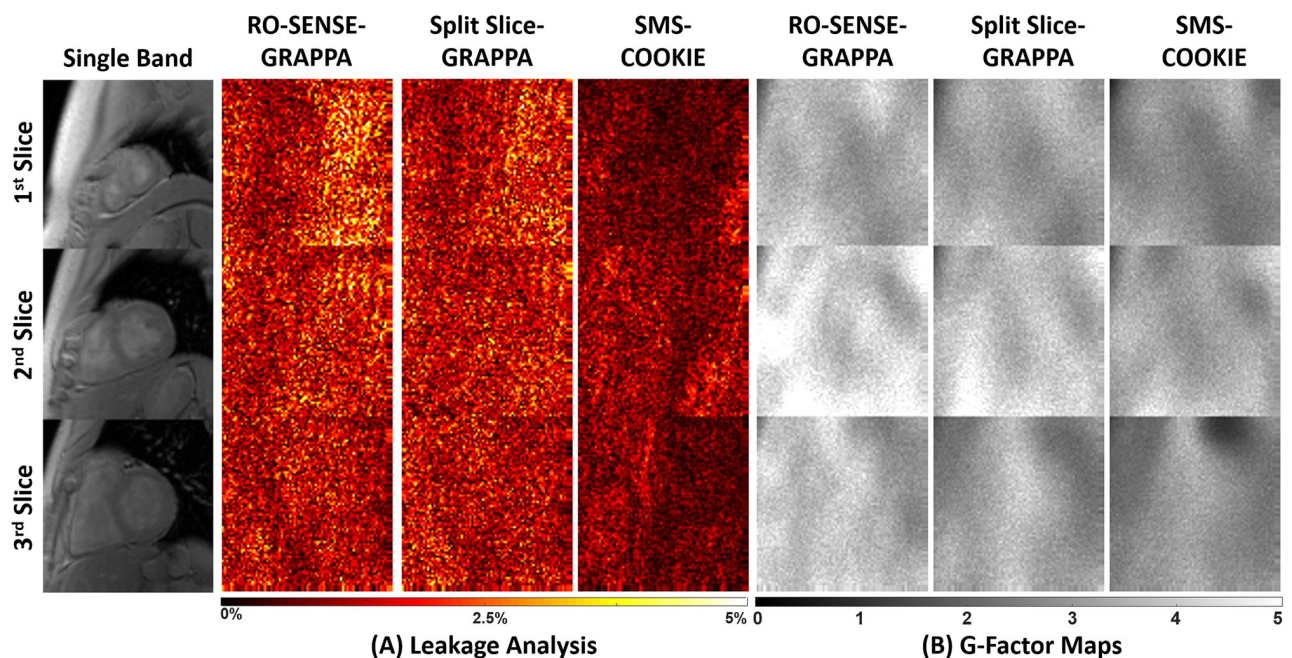 Single Band
RO-SENSE-
GRAPPA
Split Slice-
GRAPPA
SMS-
COOKIE
RO-SENSE-
GRAPPA
Split Slice-
GRAPPA
SMS-
COOKIE
1st Slice
2nd Slice
3rd Slice
0% 2.5% 5%
0 2 3 4 5
(A) Leakage Analysis
(B) G-Factor Maps